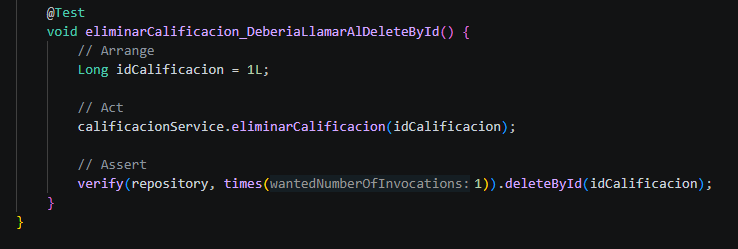 @Test
void eliminarCalificacion_DeberiaLlamarAlDeleteById() {
// Arrange
Long idCalificacion = 1L;
// Act
calificacionService.eliminarCalificacion(idCalificacion);
// Assert
verify(repository, times(wantedNumberOfInvocations: 1)).deleteById(idCalificacion);
}
}